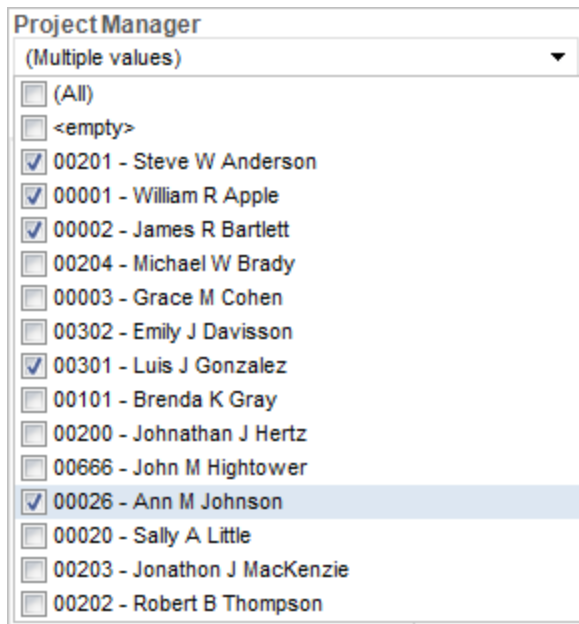 Project Manager
(Multiple values)
(All)
<empty>
00201 - Steve W Anderson
00001 - William R Apple
00002 - James R Bartlett
00204 - Michael W Brady
00003 - Grace M Cohen
00302 - Emily J Davisson
00301 - Luis J Gonzalez
00101 - Brenda K Gray
00200 - Johnathan J Hertz
00666 - John M Hightower
00026 - Ann M Johnson
00020 - Sally A Little
00203 - Jonathon J MacKenzie
00202 - Robert B Thompson